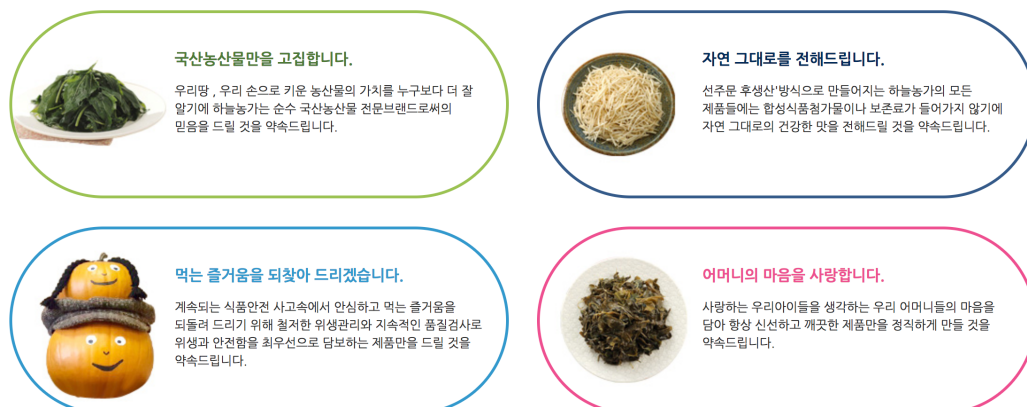 국산농산물만을 고집합니다.
우리땅 , 우리 손으로 키운 농산물의 가치를 누구보다 더 잘
알기에 하늘농가는 순수 국산농산물 전문브랜드로써의
믿음을 드릴 것을 약속드립니다.
자연 그대로를 전해드립니다.
선주문 후생산'방식으로 만들어지는 하늘농가의 모든
제품들에는 합성식품첨가물이나 보존료가 들어가지 않기에
자연 그대로의 건강한 맛을 전해드릴 것을 약속드립니다.
먹는 즐거움을 되찾아 드리겠습니다.
계속되는 식품안전 사고속에서 안심하고 먹는 즐거움을
되돌려 드리기 위해 철저한 위생관리와 지속적인 품질검사로
위생과 안전함을 최우선으로 담보하는 제품만을 드릴 것을
약속드립니다.
어머니의 마음을 사랑합니다.
사랑하는 우리아이들을 생각하는 우리 어머니들의 마음을
담아 항상 신선하고 깨끗한 제품만을 정직하게 만들 것을
약속드립니다.